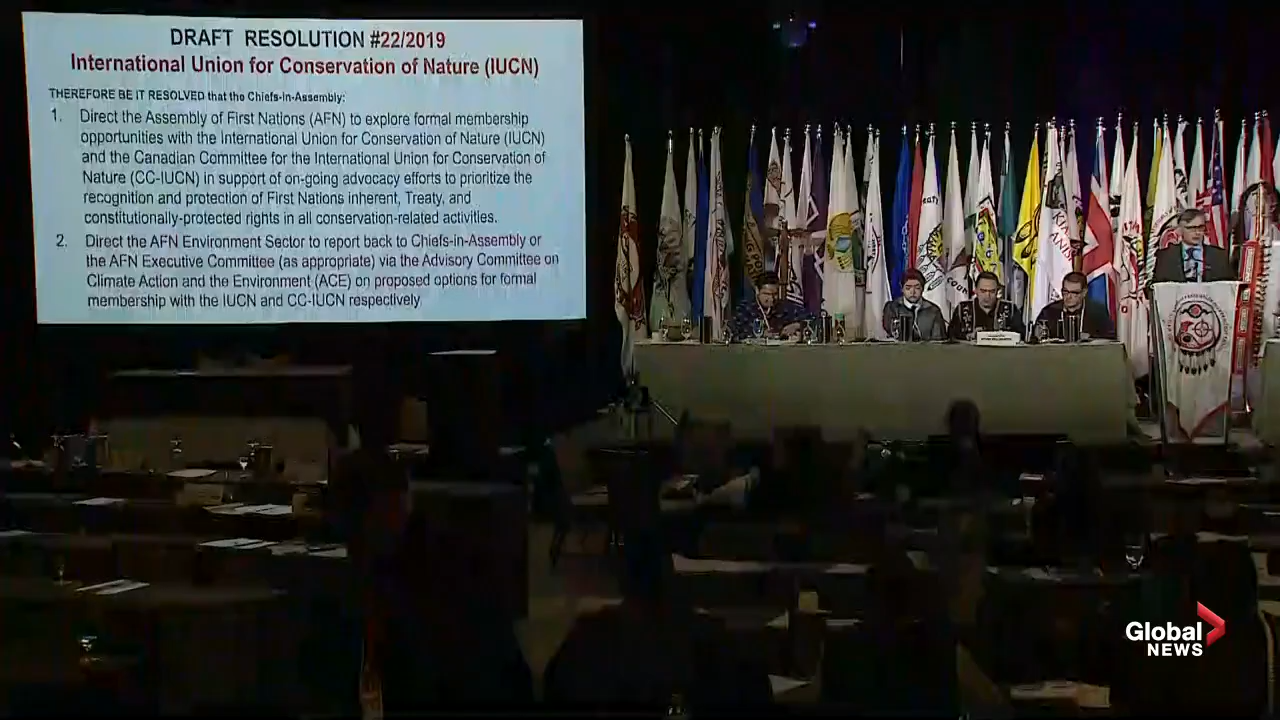 DRAFT RESOLUTION #22/2019
International Union for Conservation of Nature (IUCN)
THEREFORE BE IT RESOLVED that the Chiefs-in-Assembly:
1. Direct the Assembly of First Nations (AFN) to explore formal membership
opportunities with the International Union for Conservation of Nature (IUCN)
and the Canadian Committee for the International Union for Conservation of
Nature (CC-IUCN) in support of on-going advocacy efforts to prioritize the
recognition and protection of First Nations inherent, Treaty, and
constitutionally-protected rights in all conservation-related activities.
2. Direct the AFN Environment Sector to report back to Chiefs-in-Assembly or
the AFN Executive Committee (as appropriate) via the Advisory Committee on
Climate Action and the Environment (ACE) on proposed options for formal
membership with the IUCN and CC-IUCN respectively
Global
NEWS